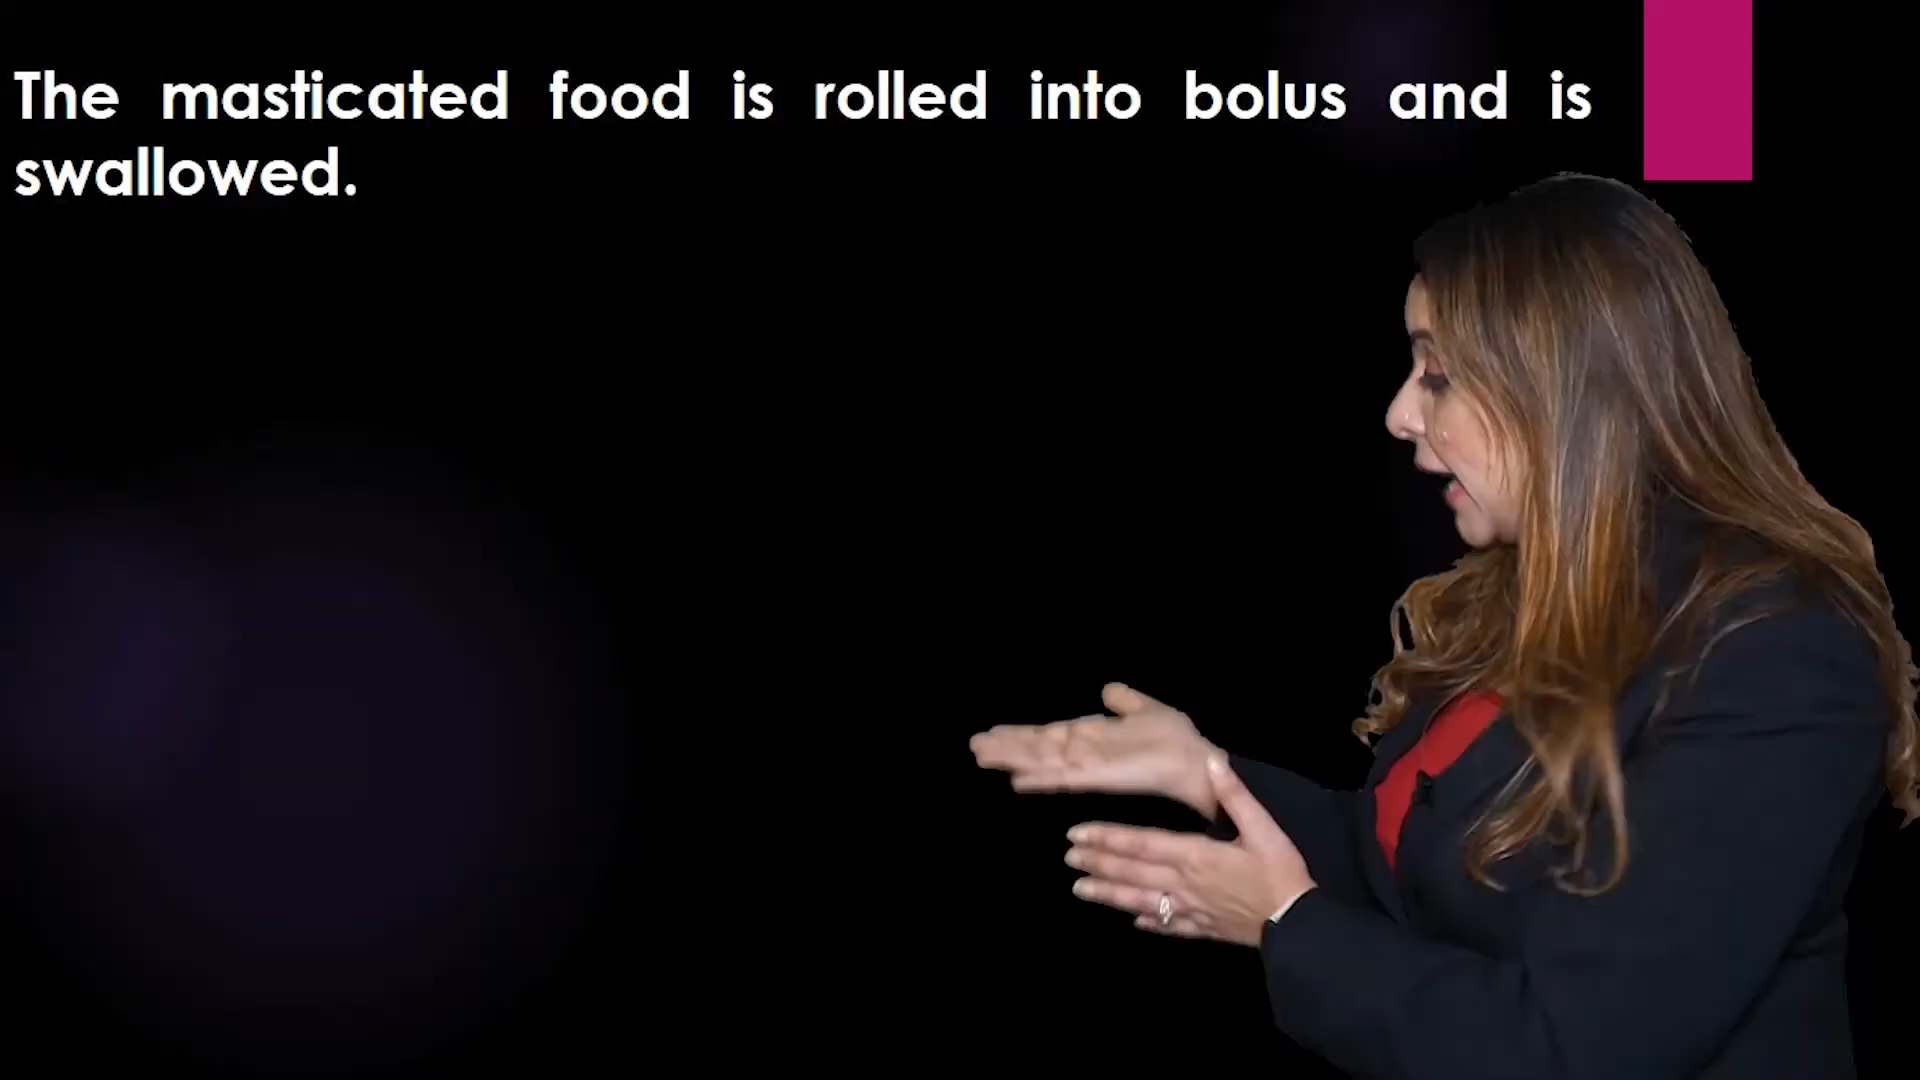 The masticated food is rolled into bolus and is
swallowed.